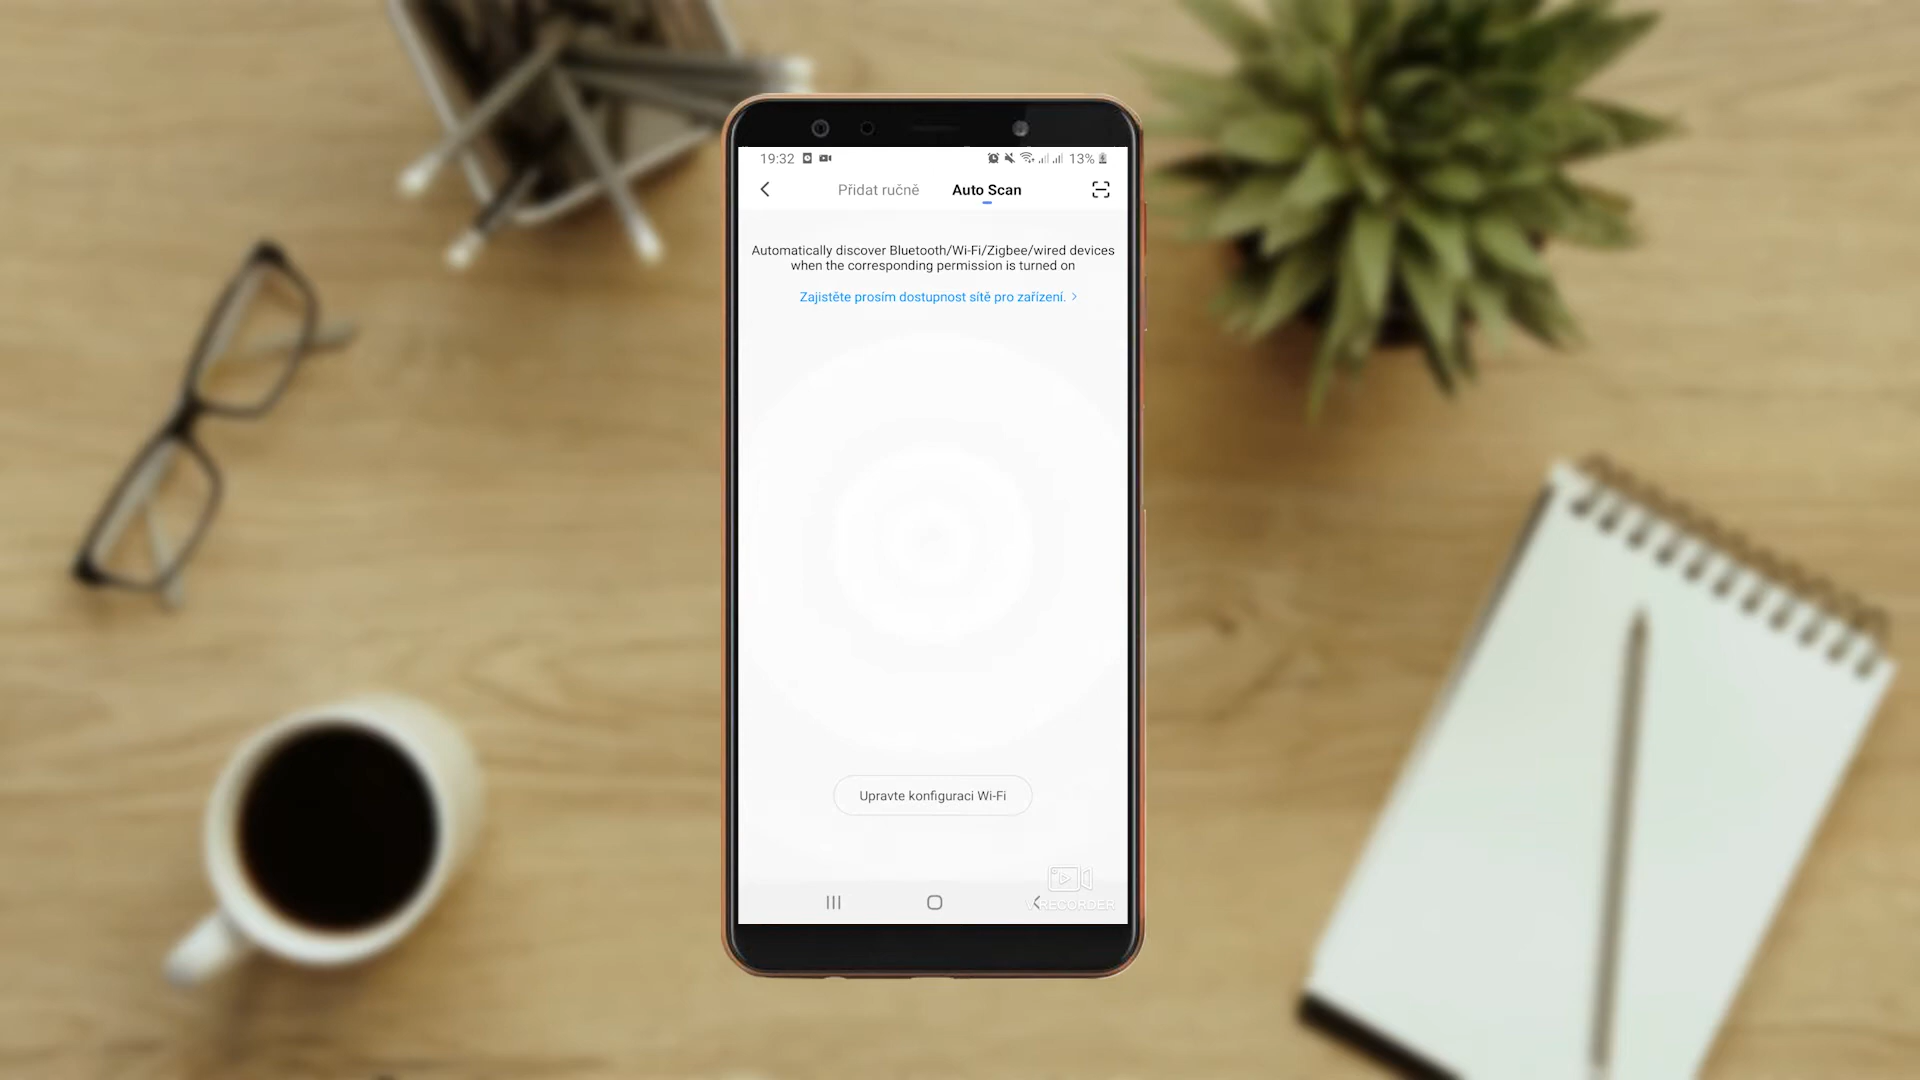 19:32
13%
Přidat ručně
Auto Scan
Automatically discover Bluetooth/Wi-Fi/Zigbee/wired devices
when the corresponding permission is turned on
Zajistěte prosím dostupnost sítě pro zařízení.
Upravte konfiguraci Wi-Fi
VRECORDER